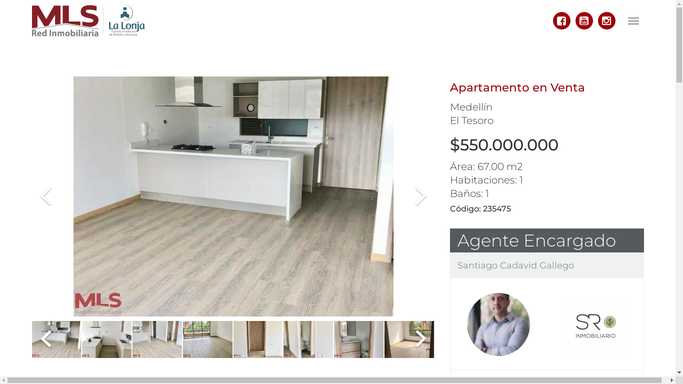 MLS
Red Inmobiliaria
La Lonja
Apartamento en Venta
Medellín
El Tesoro
$550.000.000
Área: 67.00 m2
Habitaciones: 1
Baños: 1
Código: 235475
Agente Encargado
Santiago Cadavid Gallego
MLS
SR
INMOBILIARIO